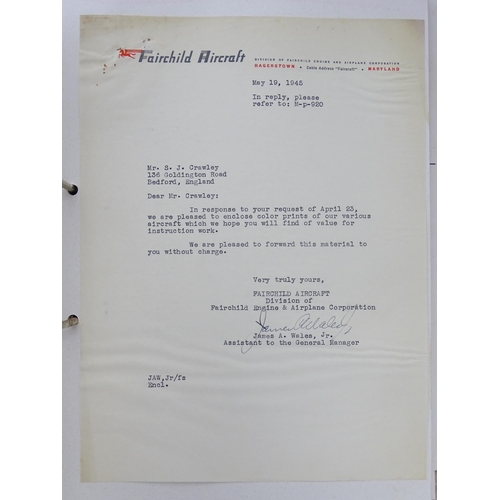 Fairchild Aircraft
DIVISION OF FAIRCHILD ENGINE AND AIRPLANE CORPORATION
HAGERSTOWN • Cable Address "Fairaircraft" • MARYLAND
May 19, 1945
In reply, please
refer to: M-p-920
Mr. S. J. Crawley
136 Goldington Road
Bedford, England
Dear Mr. Crawley:
In response to your request of April 23,
we are pleased to enclose color prints of our various
aircraft which we hope you will find of value for
instruction work.
We are pleased to forward this material to
you without charge.
Very truly yours,
FAIRCHILD AIRCRAFT
Division of
Fairchild Engine & Airplane Corporation
James A. Wales, Jr.
Assistant to the General Manager
JAW,Jr/fs
Encl.